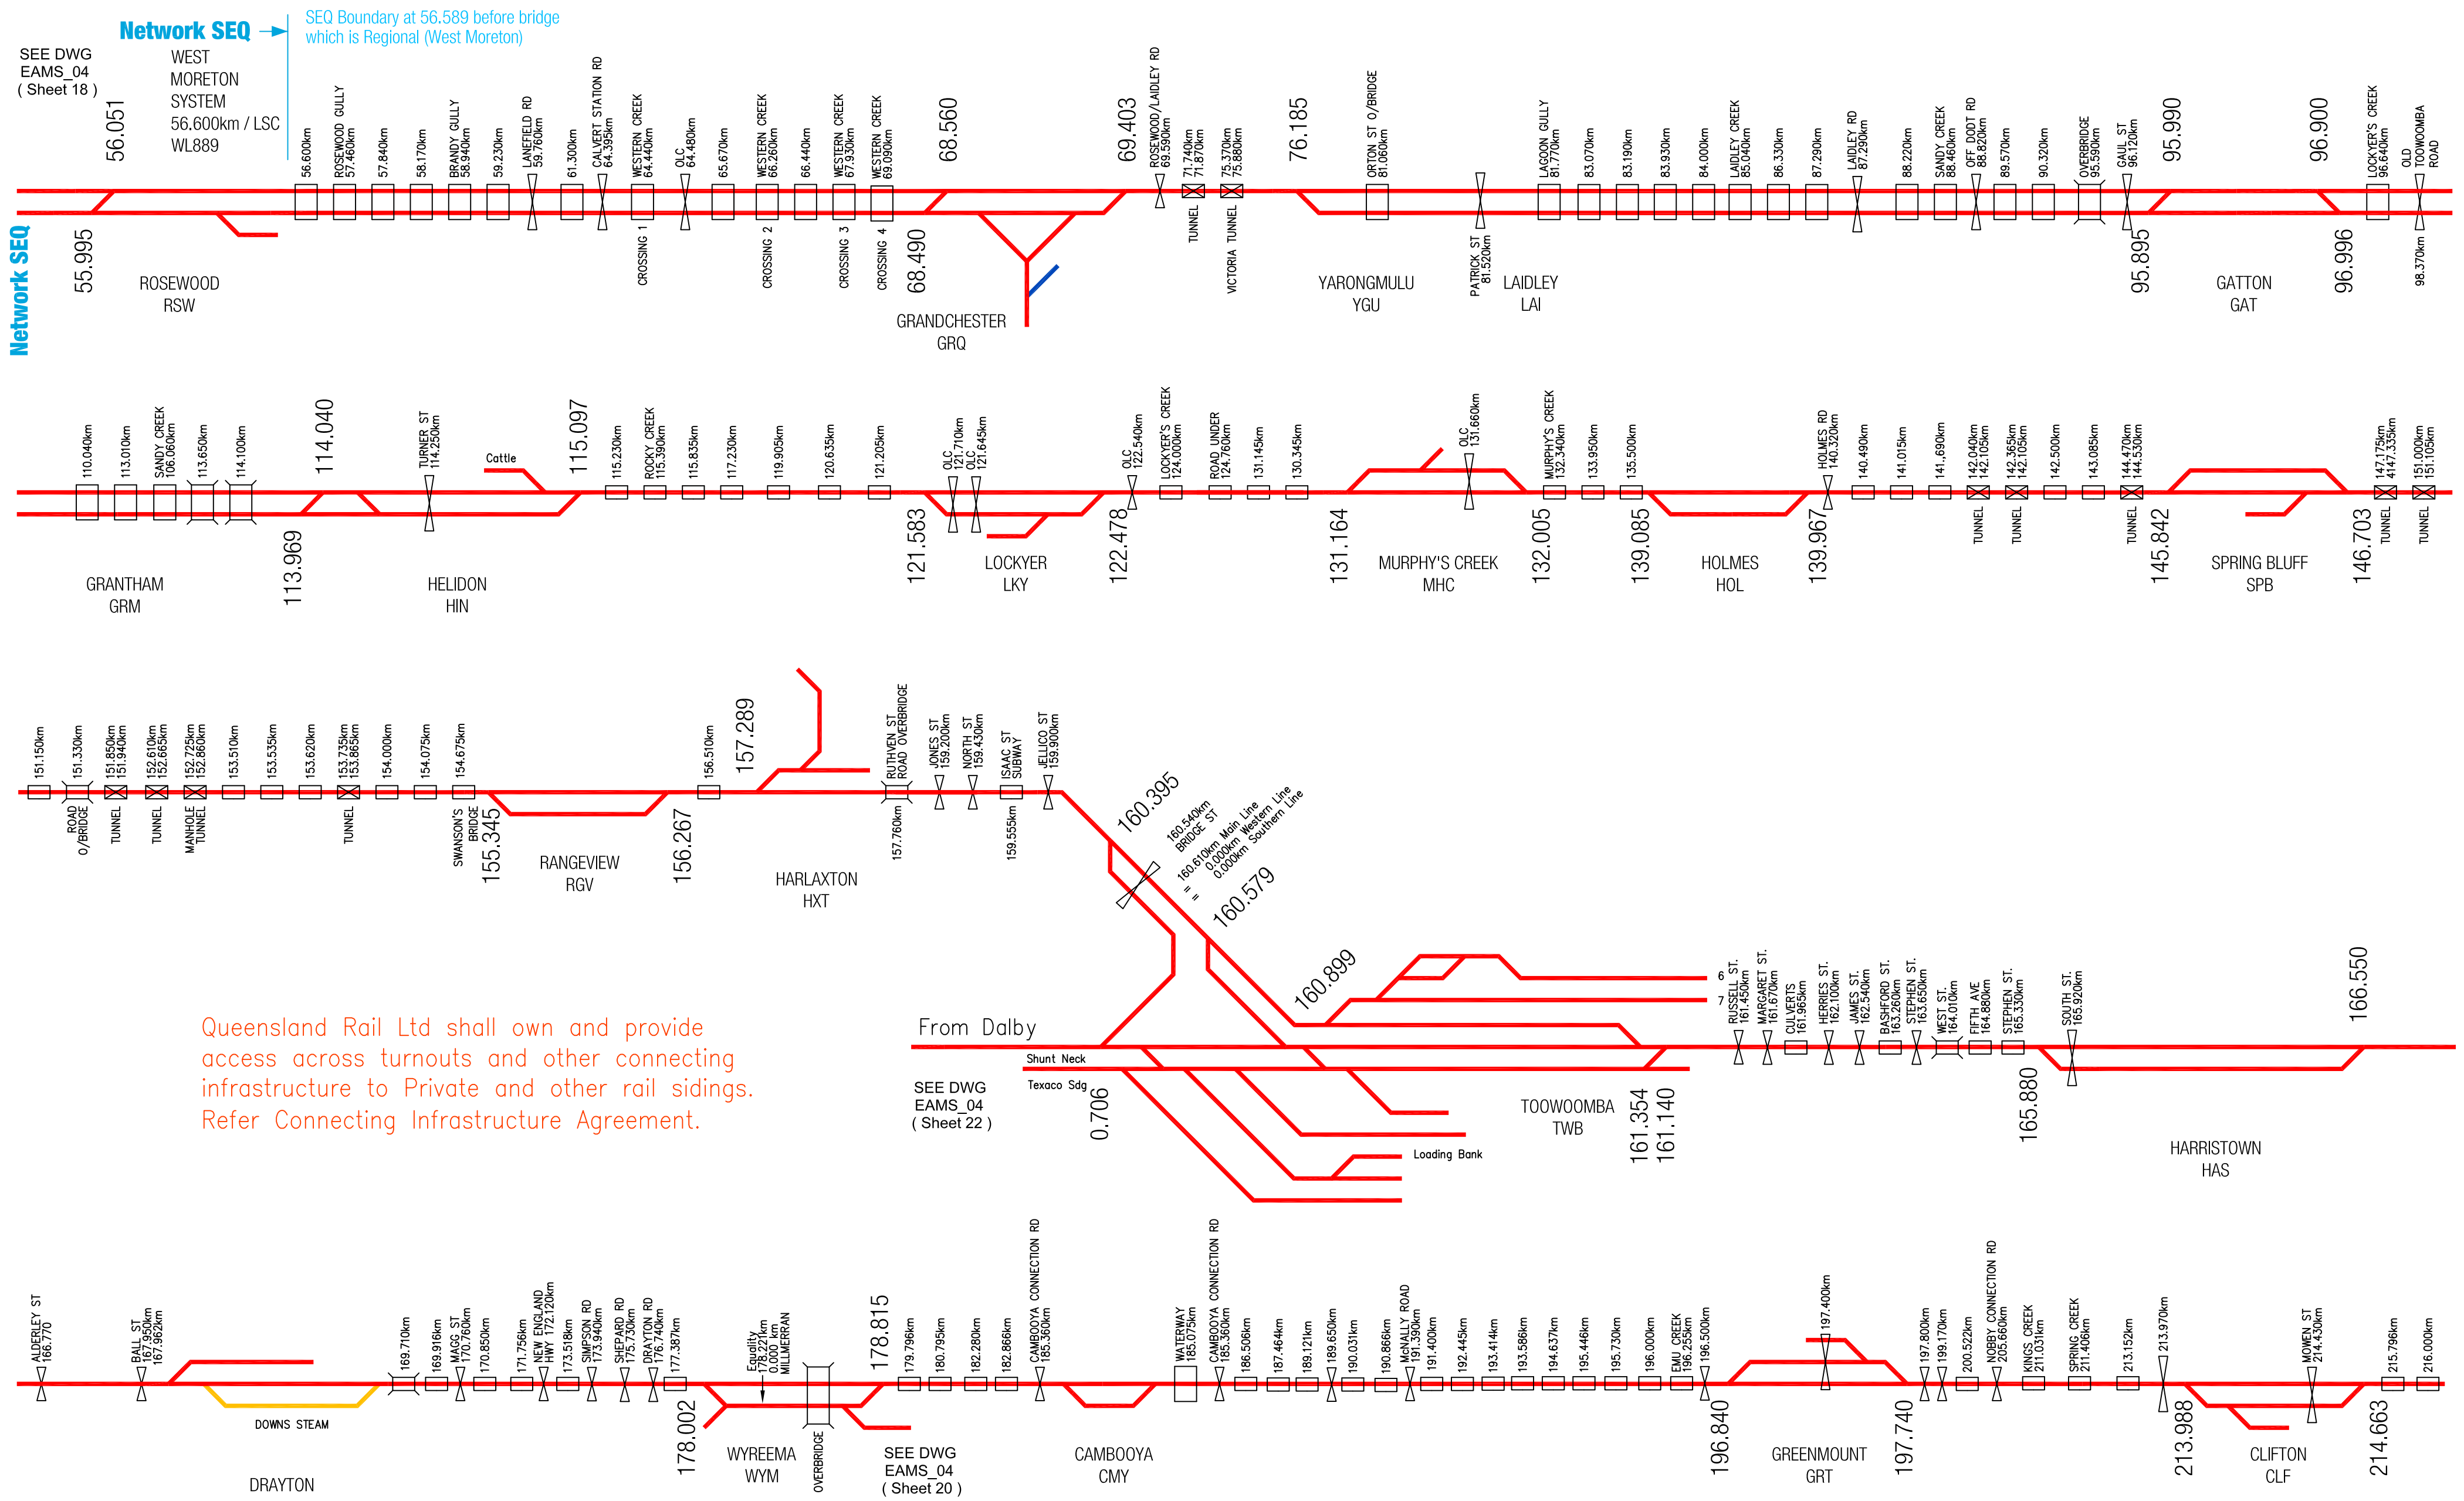 Network SEQ
SEQ Boundary at 56.589 before bridge
which is Regional (West Moreton)
SEE DWG
EAMS_04
( Sheet 18 )
WEST
MORETON
SYSTEM
56.600km / LSC
WL889
56.051
56.600km
ROSEWOOD GULLY
57.460km
57.840km
58.170km
BRANDY GULLY
58.940km
59.230km
LANEFIELD RD
59.760km
61.300km
CALVERT STATION RD
64.395km
WESTERN CREEK
64.440km
OLC
64.480km
65.670km
WESTERN CREEK
66.260km
66.440km
WESTERN CREEK
67.930km
WESTERN CREEK
69.090km
68.560
69.403
ROSEWOOD/LAIDLEY RD
69.590km
71.740km
71.870km
75.370km
75.880km
76.185
ORTON ST O/BRIDGE
81.060km
LAGOON GULLY
81.770km
83.070km
83.190km
83.930km
84.000km
LAIDLEY CREEK
85.040km
86.330km
87.290km
LAIDLEY RD
87.290km
88.220km
SANDY CREEK
88.460km
OFF DODT RD
88.820km
89.570km
90.320km
OVERBRIDGE
95.590km
GAUL ST
96.120km
95.990
96.900
LOCKYER'S CREEK
96.640km
OLD
TOOWOOMBA
ROAD
Network SEQ
55.995
ROSEWOOD
RSW
CROSSING 1
CROSSING 2
CROSSING 3
CROSSING 4
68.490
GRANDCHESTER
GRQ
TUNNEL
VICTORIA TUNNEL
YARONGMULU
YGU
PATRICK ST
81.520km
LAIDLEY
LAI
95.895
GATTON
GAT
96.996
98.370km
110.040km
113.010km
SANDY CREEK
106.060km
113.650km
114.100km
114.040
TURNER ST
114.250km
Cattle
115.097
115.230km
ROCKY CREEK
115.390km
115.835km
117.230km
119.905km
120.635km
121.205km
OLC
121.710km
OLC
121.645km
OLC
122.540km
LOCKYER'S CREEK
124.000km
ROAD UNDER
124.760km
131.145km
130.345km
OLC
131.660km
MURPHY'S CREEK
132.340km
133.950km
135.500km
HOLMES RD
140.320km
140.490km
141.015km
141.,690km
142.040km
142.105km
142.365km
142.105km
142.500km
143.085km
144.470km
144.530km
147.175km
4147.335km
151.000km
151.105km
GRANTHAM
GRM
113.969
HELIDON
HIN
121.583
LOCKYER
LKY
122.478
131.164
MURPHY'S CREEK
MHC
132.005
139.085
HOLMES
HOL
139.967
TUNNEL
TUNNEL
TUNNEL
145.842
SPRING BLUFF
SPB
146.703
TUNNEL
TUNNEL
151.150km
151.330km
151.850km
151.940km
152.610km
152.665km
152.725km
152.860km
153.510km
153.535km
153.620km
153.735km
153.865km
154.000km
154.075km
154.675km
156.510km
157.289
RUTHVEN ST
ROAD OVERBRIDGE
JONES ST
159.200km
NORTH ST
159.430km
ISAAC ST
SUBWAY
JELLICO ST
159.900km
ROAD
O/BRIDGE
TUNNEL
TUNNEL
MANHOLE
TUNNEL
TUNNEL
SWANSON'S
BRIDGE
155.345
RANGEVIEW
RGV
156.267
HARLAXTON
HXT
157.760km
159.555km
160.395
160.540km
BRIDGE ST
160.610km Main Line
= 0.000km Western Line
= 0.000km Southern Line
160.579
160.899
6
7
RUSSELL ST.
161.450km
MARGARET ST.
161.670km
CULVERTS
161.965km
HERRIES ST.
162.100km
JAMES ST.
162.540km
BASHFORD ST.
163.260km
STEPHEN ST.
163.650km
WEST ST.
164.010km
FIFTH AVE
164.880km
STEPHEN ST.
165.330km
SOUTH ST.
165.920km
166.550
Queensland Rail Ltd shall own and provide
access across turnouts and other connecting
infrastructure to Private and other rail sidings.
Refer Connecting Infrastructure Agreement.
From Dalby
Shunt Neck
Texaco Sdg
SEE DWG
EAMS_04
( Sheet 22 )
0.706
Loading Bank
TOOWOOMBA
TWB
161.354
161.140
165.880
HARRISTOWN
HAS
ALDERLEY ST
166.770
BALL ST
167.950km
167.962km
169.710km
169.916km
MAGG ST
170.760km
170.850km
171.756km
NEW ENGLAND
HWY 172.120km
173.518km
SIMPSON RD
173.940km
SHEPARD RD
175.730km
DRAYTON RD
176.740km
177.387km
Equality
178.221km
0.000 km
MILLMERRAN
178.815
179.796km
180.795km
182.280km
182.866km
CAMBOOYA CONNECTION RD
185.360km
WATERWAY
185.075km
CAMBOOYA CONNECTION RD
185.360km
186.506km
187.464km
189.121km
189.650km
190.031km
190.866km
McNALLY ROAD
191.390km
191.400km
192.445km
193.414km
193.586km
194.637km
195.446km
195.730km
196.000km
EMU CREEK
196.255km
196.500km
197.400km
197.800km
199.170km
200.522km
NOBBY CONNECTION RD
205.660km
KINGS CREEK
211.031km
SPRING CREEK
211.406km
213.152km
213.970km
MOWEN ST
214.430km
215.796km
216.000km
DOWNS STEAM
DRAYTON
178.002
WYREEMA
WYM
OVERBRIDGE
SEE DWG
EAMS_04
( Sheet 20 )
CAMBOOYA
CMY
196.840
GREENMOUNT
GRT
197.740
213.988
CLIFTON
CLF
214.663